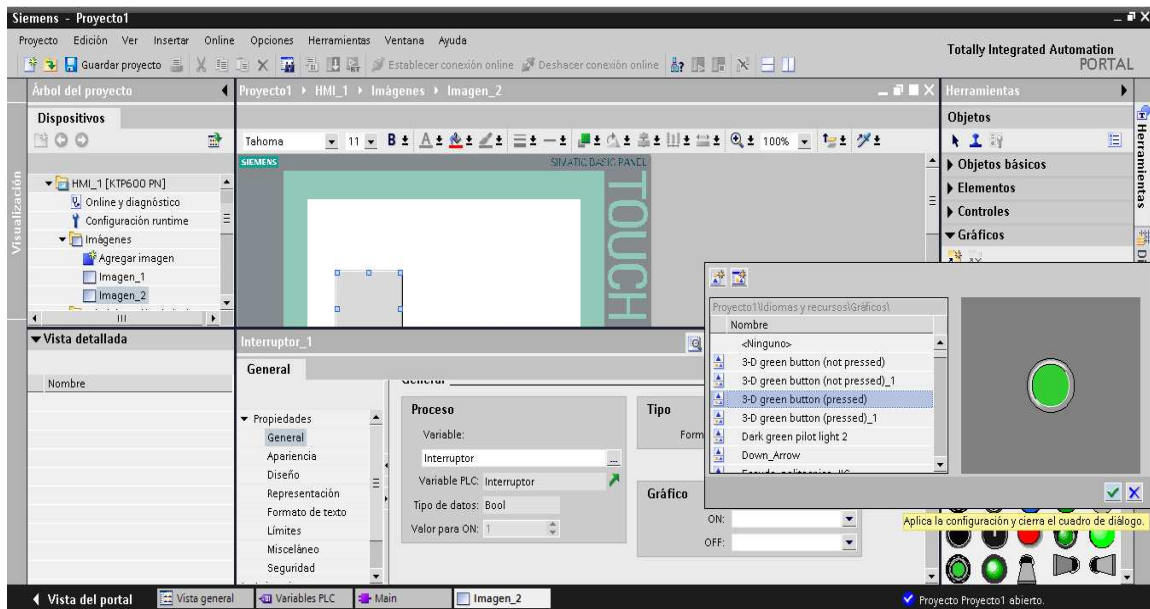 Siemens - Proyecto1
Proyecto Edición Ver Insertar Online Opciones Herramientas Ventana Ayuda
Totally Integrated Automation
PORTAL
Guardar proyecto
Establecer conexión online
Deshacer conexión online
Árbol del proyecto
Proyecto1 HMI_1 Imágenes Imagen_2
Herramientas
Dispositivos
Objetos
Tahoma 11 B A 100%
SIEMENS
SIMATIC BASIC PANEL
TOUCH
Visualización
HMI_1 [KTP600 PN]
Online y diagnóstico
Configuración runtime
Imágenes
Agregar imagen
Imagen_1
Imagen_2
Objetos básicos
Elementos
Controles
Gráficos
Herramientas
Vista detallada
Nombre
Interruptor_1
General
Propiedades
General
Apariencia
Diseño
Representación
Formato de texto
Límites
Misceláneo
Seguridad
General
Proceso
Variable:
Interruptor
...
Variable PLC: Interruptor
Tipo de datos: Bool
Valor para ON: 1
Tipo
Form
Gráfico
ON:
OFF:
Proyecto1\Idiomas y recursos\Gráficos\
Nombre
<Ninguno>
3-D green button (not pressed)
3-D green button (not pressed)_1
3-D green button (pressed)
3-D green button (pressed)_1
Dark green pilot light 2
Down_Arrow
Aplica la configuración y cierra el cuadro de diálogo.
Vista del portal
Vista general
Variables PLC
Main
Imagen_2
Proyecto Proyecto1 abierto.